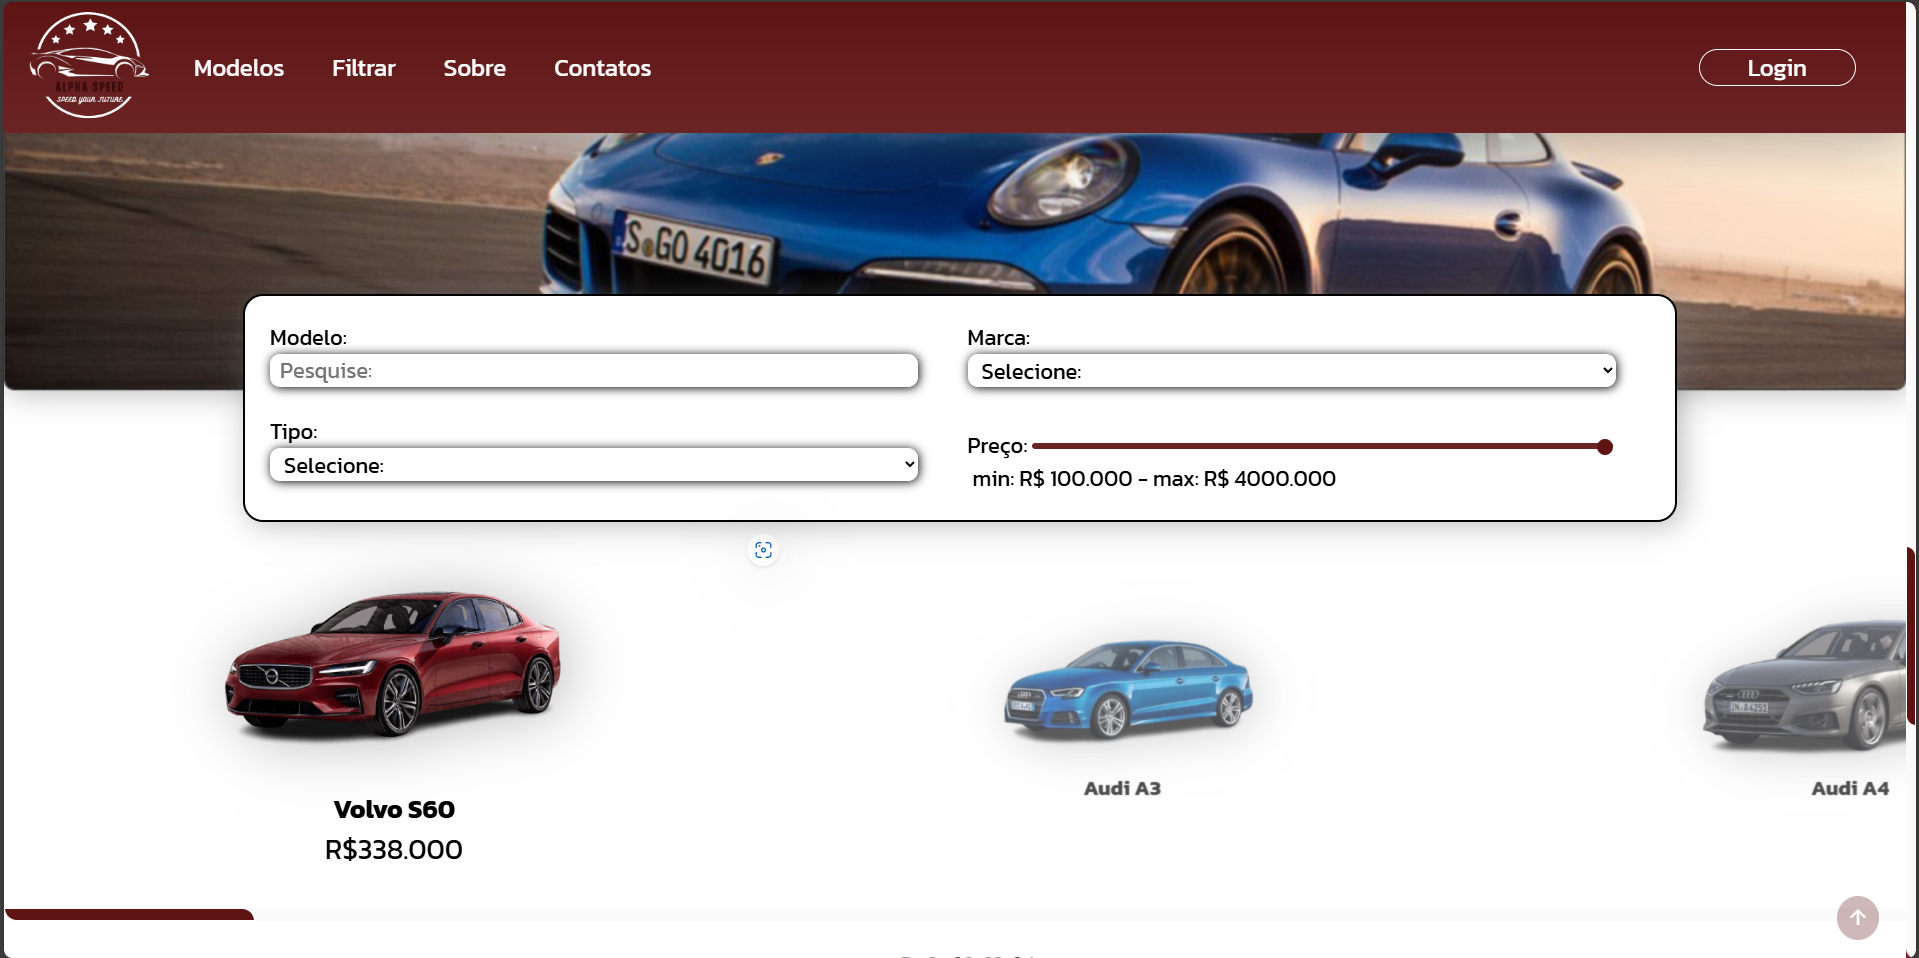 ALPHA SPEED
SPEED YOUR FUTURE
Modelos
Filtrar
Sobre
Contatos
Login
S GO 4016
Modelo:
Pesquise:
Marca:
Selecione:
Tipo:
Selecione:
Preço:
min: R$ 100.000 - max: R$ 4000.000
Volvo S60
R$338.000
Audi A3
Audi A4